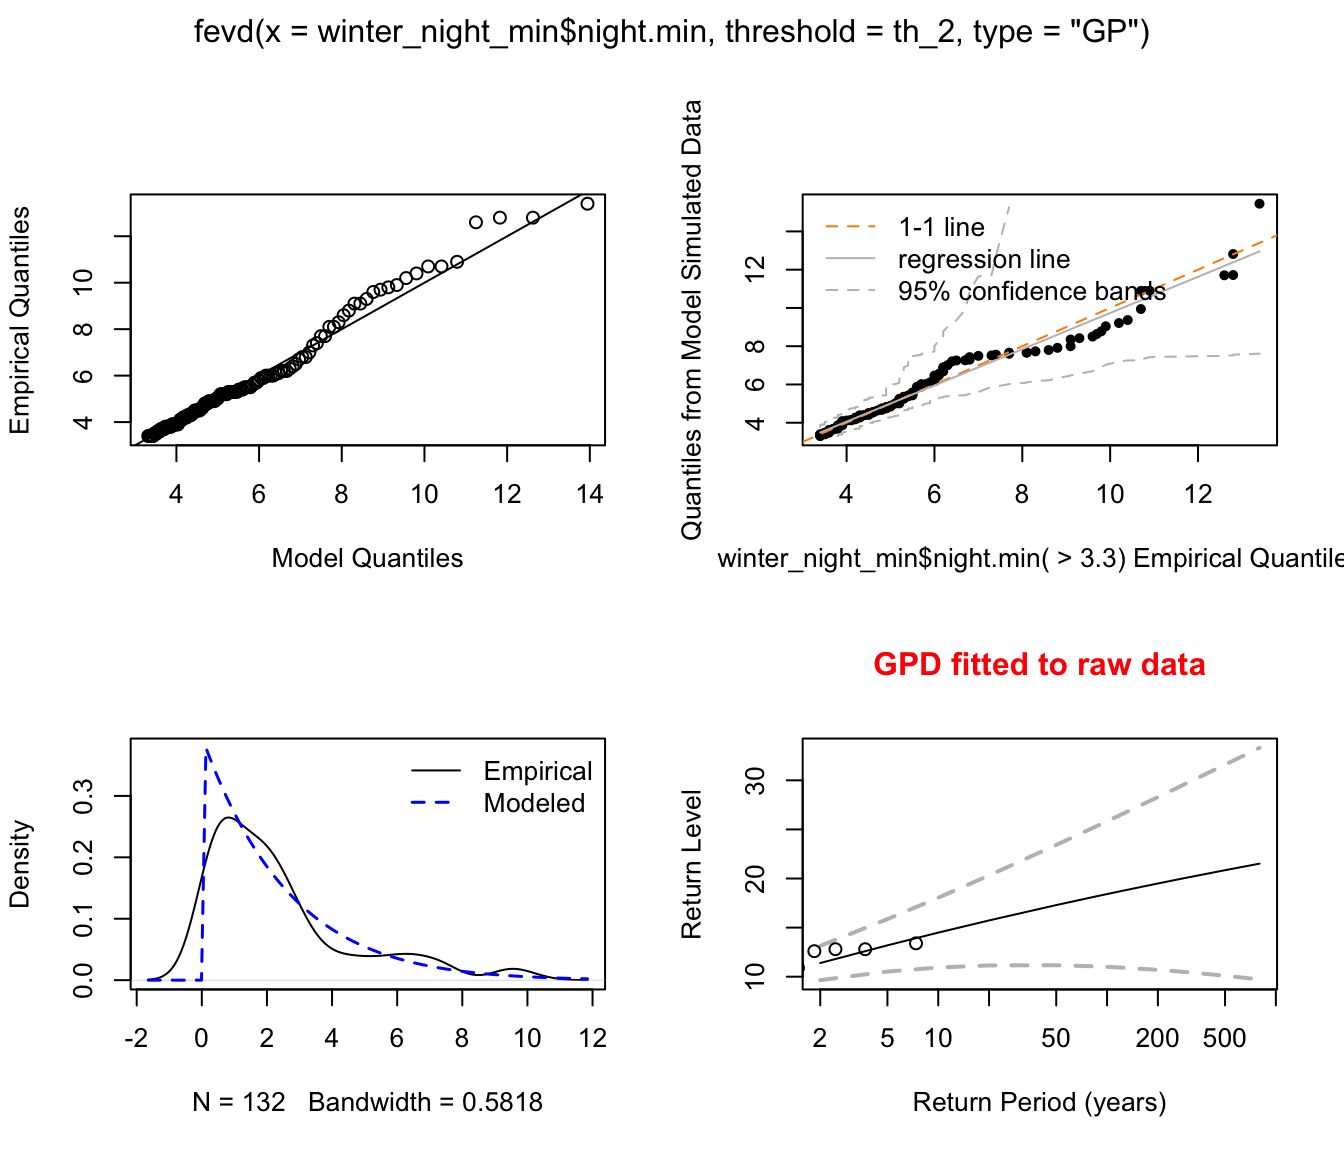 fevd(x = winter_night_min$night.min, threshold = th_2, type = "GP")
Empirical Quantiles
4
6
8
10
4 6 8 10 12 14
Model Quantiles
Quantiles from Model Simulated Data
4
6
8
12
1-1 line
regression line
95% confidence bands
4 6 8 10 12
winter_night_min$night.min( > 3.3) Empirical Quantile
Density
0.0
0.1
0.2
0.3
Empirical
Modeled
-2 0 2 4 6 8 10 12
N = 132 Bandwidth = 0.5818
GPD fitted to raw data
Return Level
10
20
30
2 5 10 50 200 500
Return Period (years)